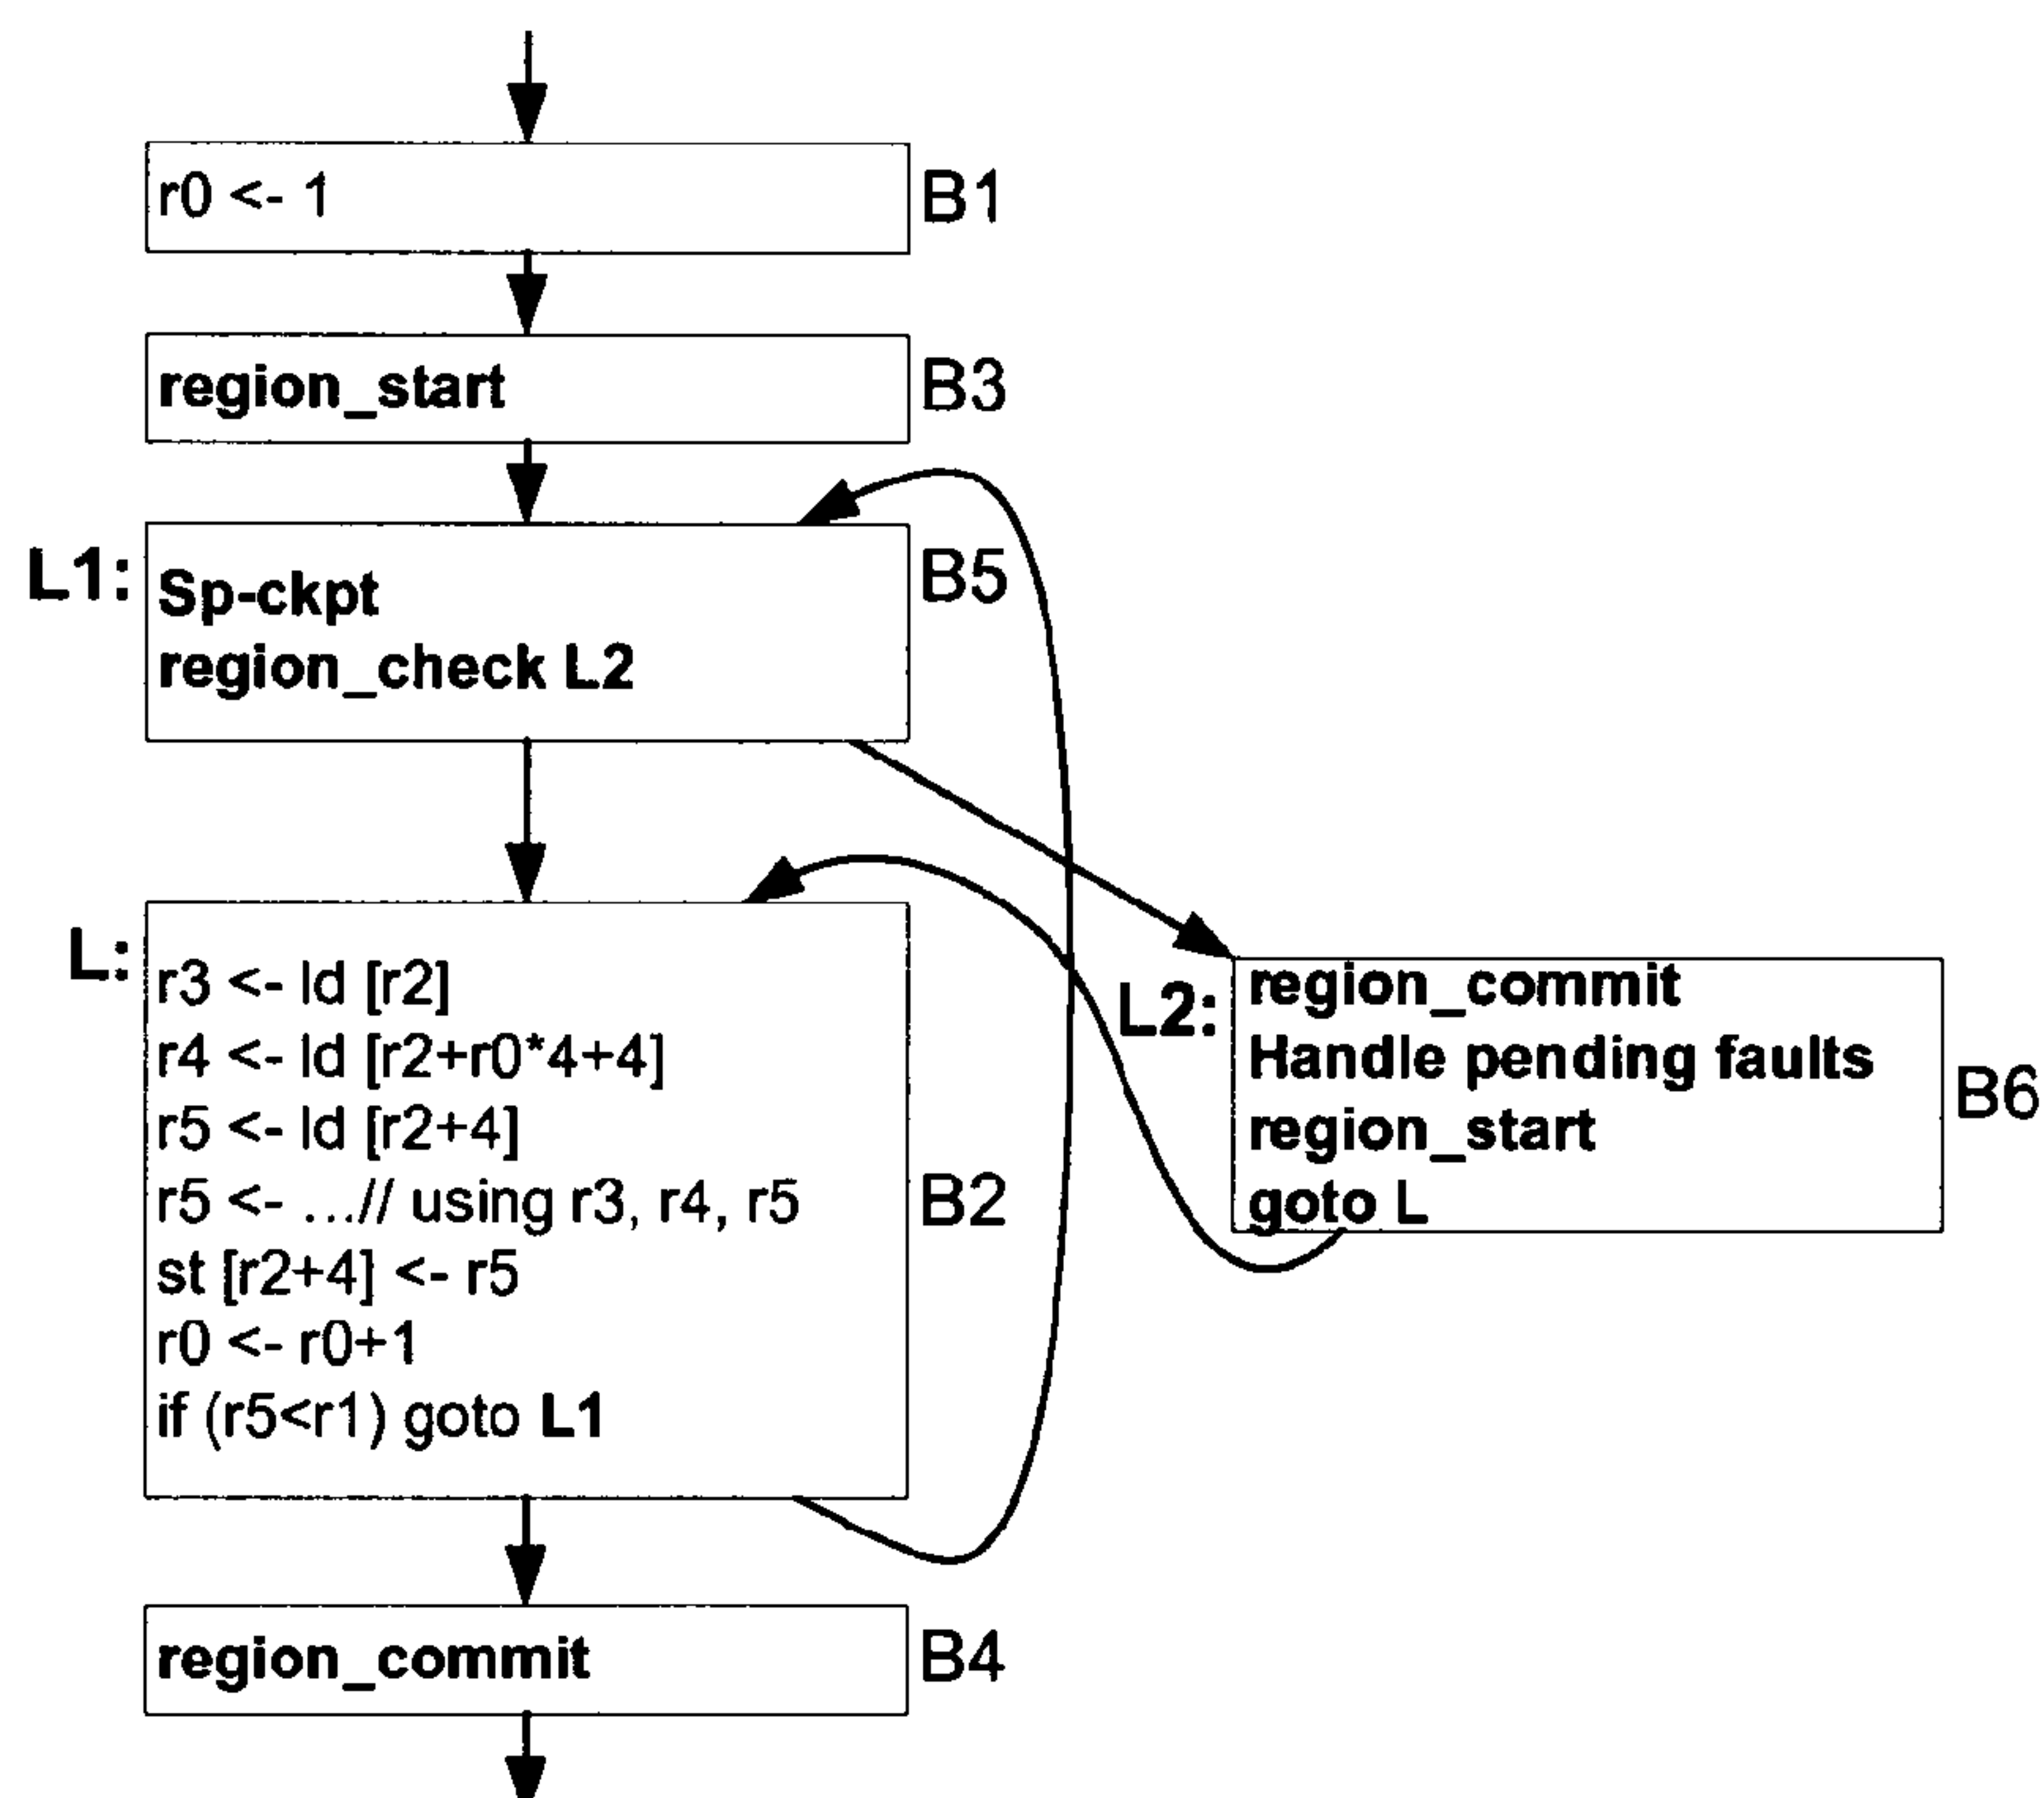 r0 <- 1
B1
region_start
B3
L1:
Sp-ckpt
region_check L2
B5
L:
r3 <- ld [r2]
r4 <- ld [r2+r0*4+4]
r5 <- ld [r2+4]
r5 <- ...// using r3, r4, r5
st [r2+4] <- r5
r0 <- r0+1
if (r5<r1) goto L1
B2
L2:
region_commit
Handle pending faults
region_start
goto L
B6
region_commit
B4